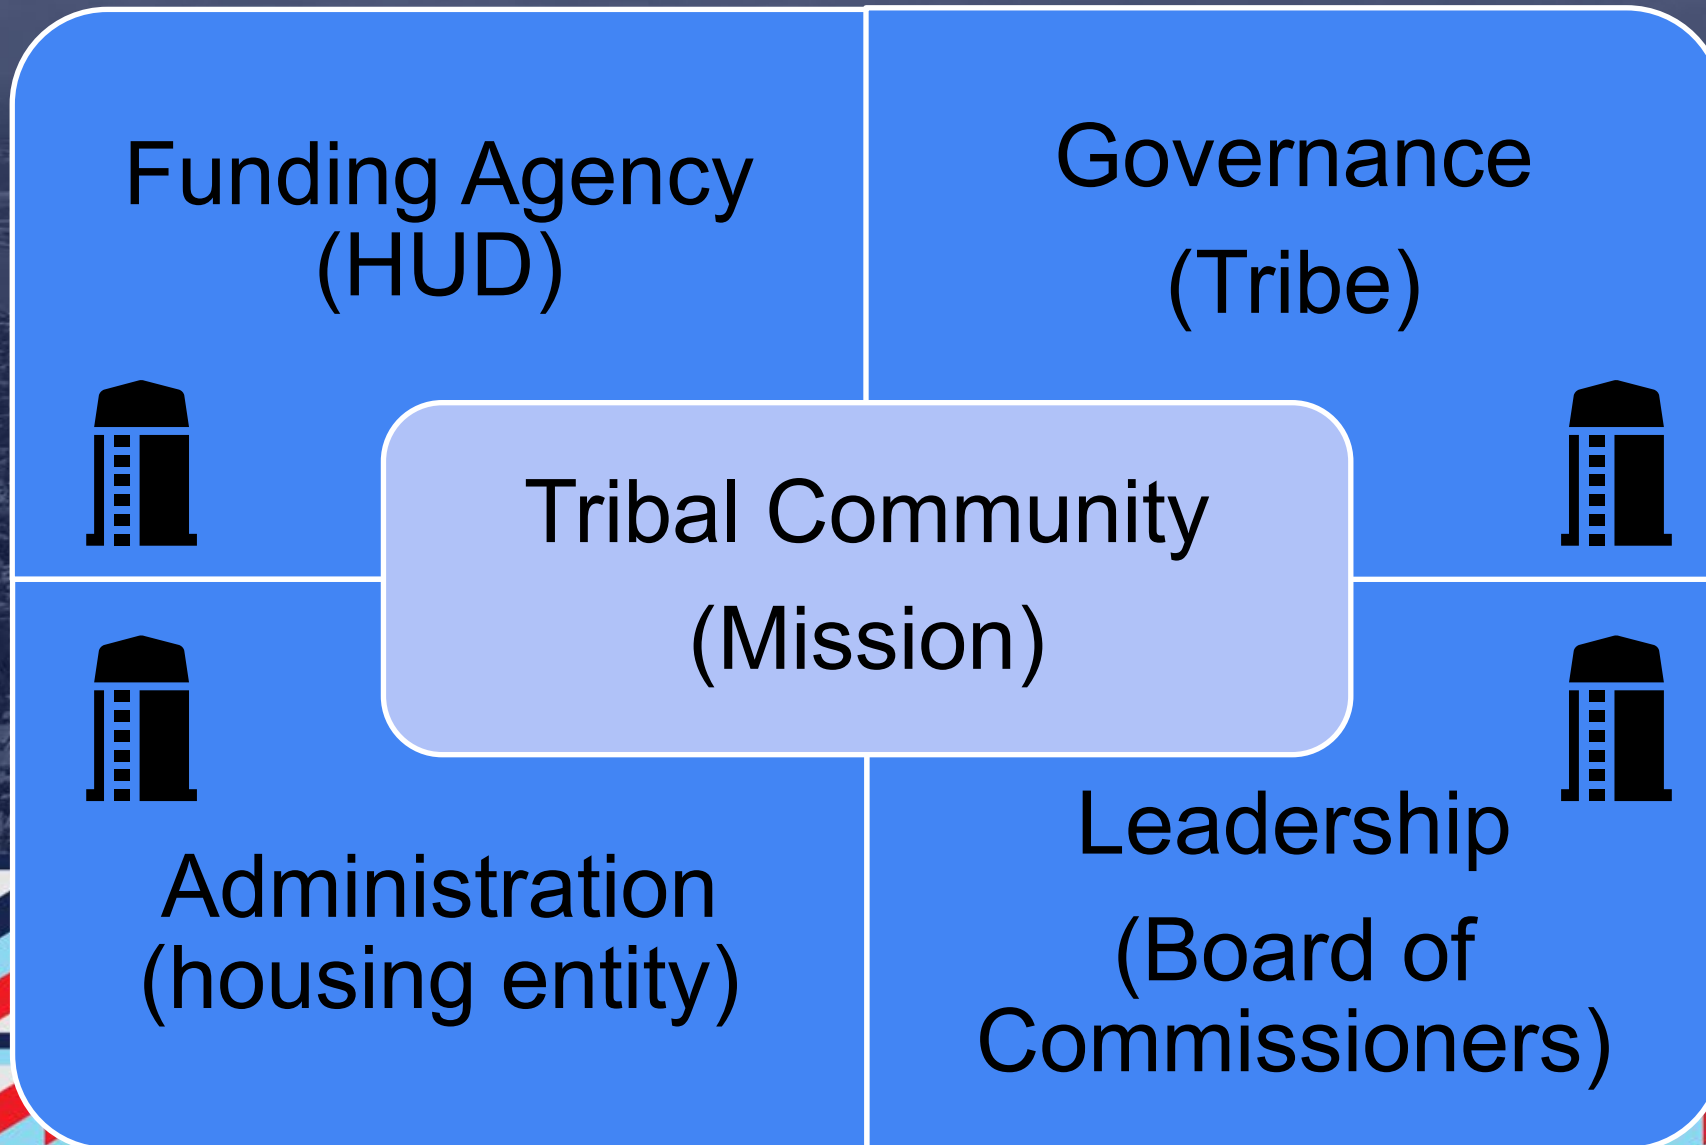 Funding Agency
(HUD)
Governance
(Tribe)
Tribal Community
(Mission)
Administration
(housing entity)
Leadership
(Board of
Commissioners)